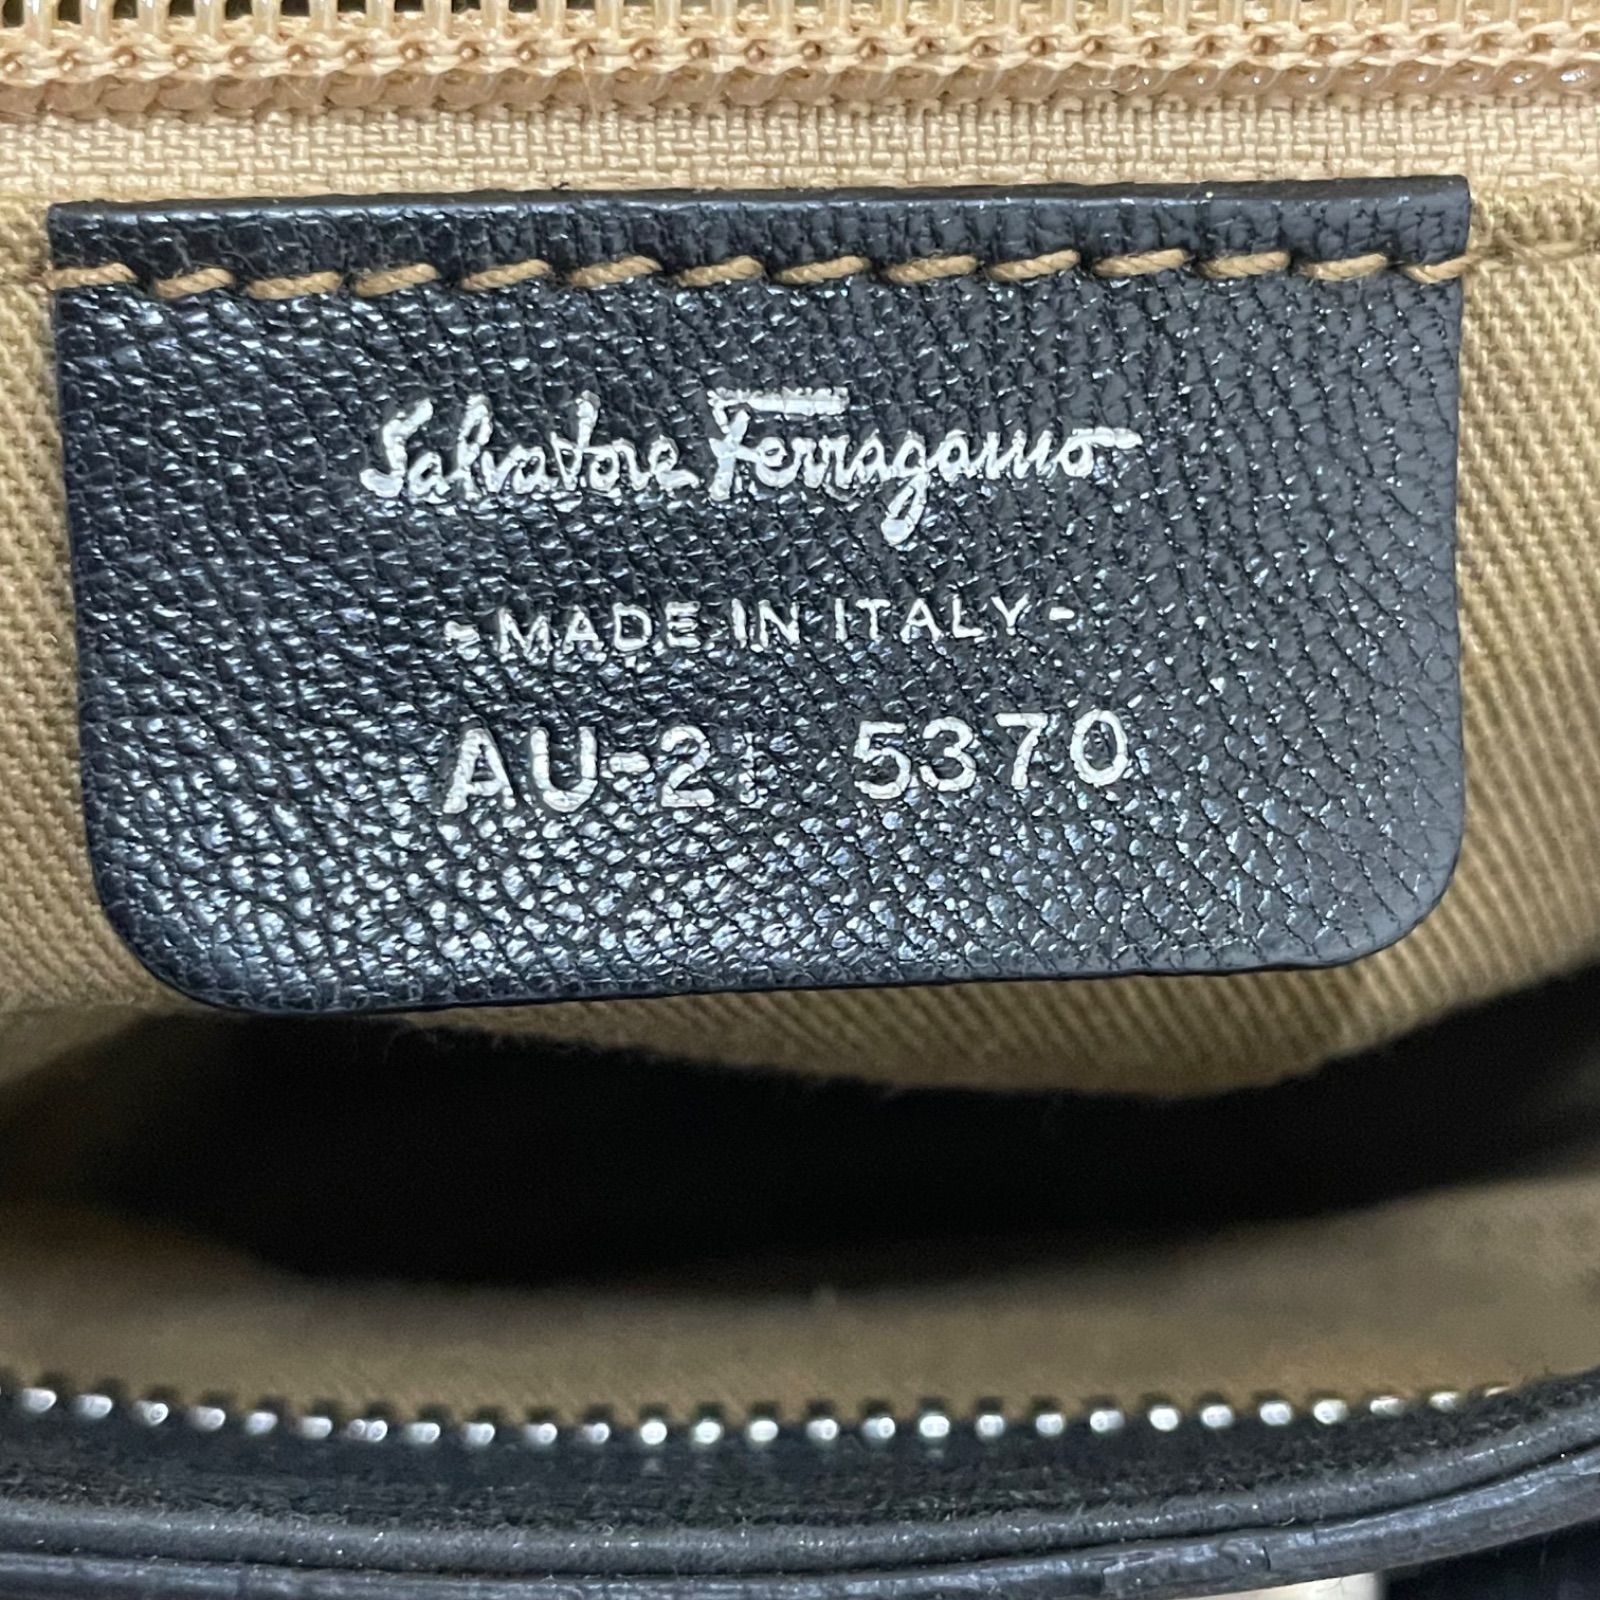 Salvatore Ferragamo
-MADE IN ITALY-
AU-21 5370